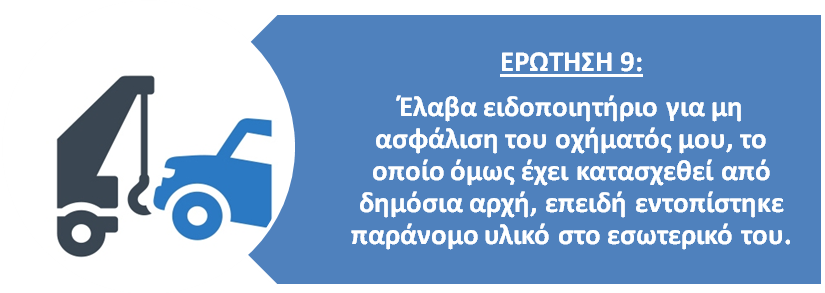 ΕΡΩΤΗΣΗ 9:
Έλαβα ειδοποιητήριο για μη
ασφάλιση του οχήματός μου, το
οποίο όμως έχει κατασχεθεί από
δημόσια αρχή, επειδή εντοπίστηκε
παράνομο υλικό στο εσωτερικό του.